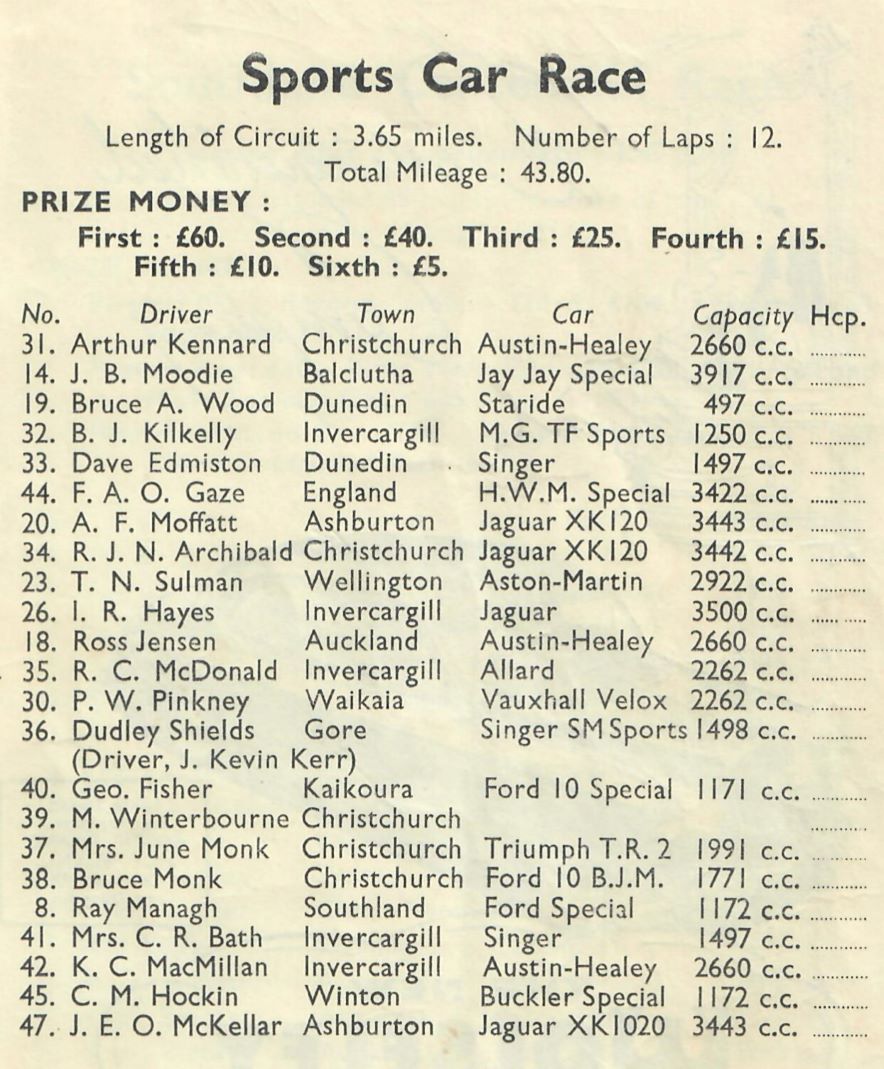 Sports Car Race
Length of Circuit : 3.65 miles. Number of Laps : 12.
Total Mileage : 43.80.
PRIZE MONEY :
First : £60. Second : £40. Third : £25. Fourth : £15.
Fifth : £10. Sixth : £5.
No. Driver Town Car Capacity Hcp.
31. Arthur Kennard Christchurch Austin-Healey 2660 c.c. ............
14. J. B. Moodie Balclutha Jay Jay Special 3917 c.c. ............
19. Bruce A. Wood Dunedin Staride 497 c.c. ............
32. B. J. Kilkelly Invercargill M.G. TF Sports 1250 c.c. ............
33. Dave Edmiston Dunedin Singer 1497 c.c. ............
44. F. A. O. Gaze England H.W.M. Special 3422 c.c. ............
20. A. F. Moffatt Ashburton Jaguar XK120 3443 c.c. ............
34. R. J. N. Archibald Christchurch Jaguar XK120 3442 c.c. ............
23. T. N. Sulman Wellington Aston-Martin 2922 c.c. ............
26. I. R. Hayes Invercargill Jaguar 3500 c.c. ............
18. Ross Jensen Auckland Austin-Healey 2660 c.c. ............
35. R. C. McDonald Invercargill Allard 2262 c.c. ............
30. P. W. Pinkney Waikaia Vauxhall Velox 2262 c.c. ............
36. Dudley Shields Gore Singer SM Sports 1498 c.c. ............
(Driver, J. Kevin Kerr)
40. Geo. Fisher Kaikoura Ford 10 Special 1171 c.c. ............
39. M. Winterbourne Christchurch ............
37. Mrs. June Monk Christchurch Triumph T.R. 2 1991 c.c. ............
38. Bruce Monk Christchurch Ford 10 B.J.M. 1771 c.c. ............
8. Ray Managh Southland Ford Special 1172 c.c. ............
41. Mrs. C. R. Bath Invercargill Singer 1497 c.c. ............
42. K. C. MacMillan Invercargill Austin-Healey 2660 c.c. ............
45. C. M. Hockin Winton Buckler Special 1172 c.c. ............
47. J. E. O. McKellar Ashburton Jaguar XK1020 3443 c.c. ............